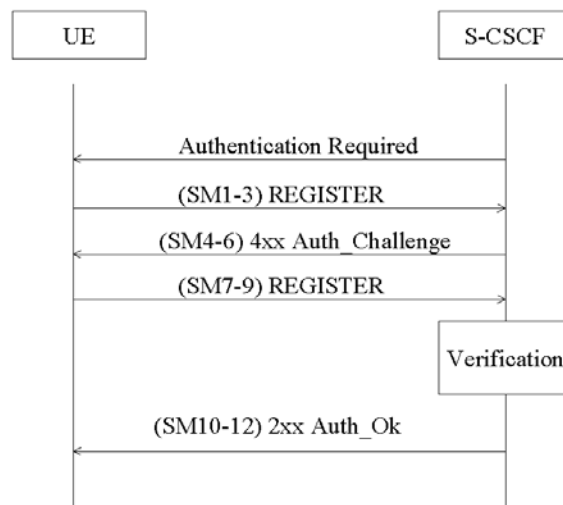 UE
S-CSCF
Authentication Required
(SM1-3) REGISTER
(SM4-6) 4xx Auth_Challenge
(SM7-9) REGISTER
Verification
(SM10-12) 2xx Auth_Ok